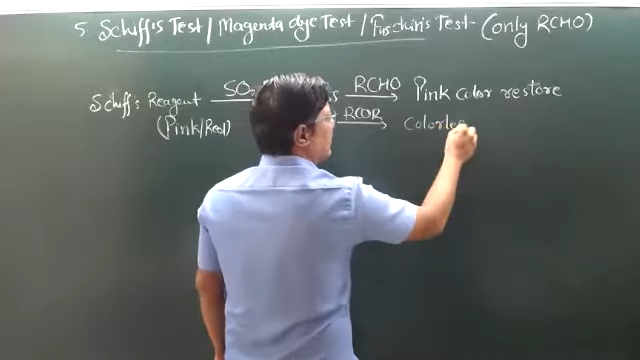 5. Schiff's Test / Magenta dye Test / Fuschin's Test - (only RCHO)
Schiff's Reagent SO₂ RCHO Pink color restore
(Pink/Red) RCOR Colorle